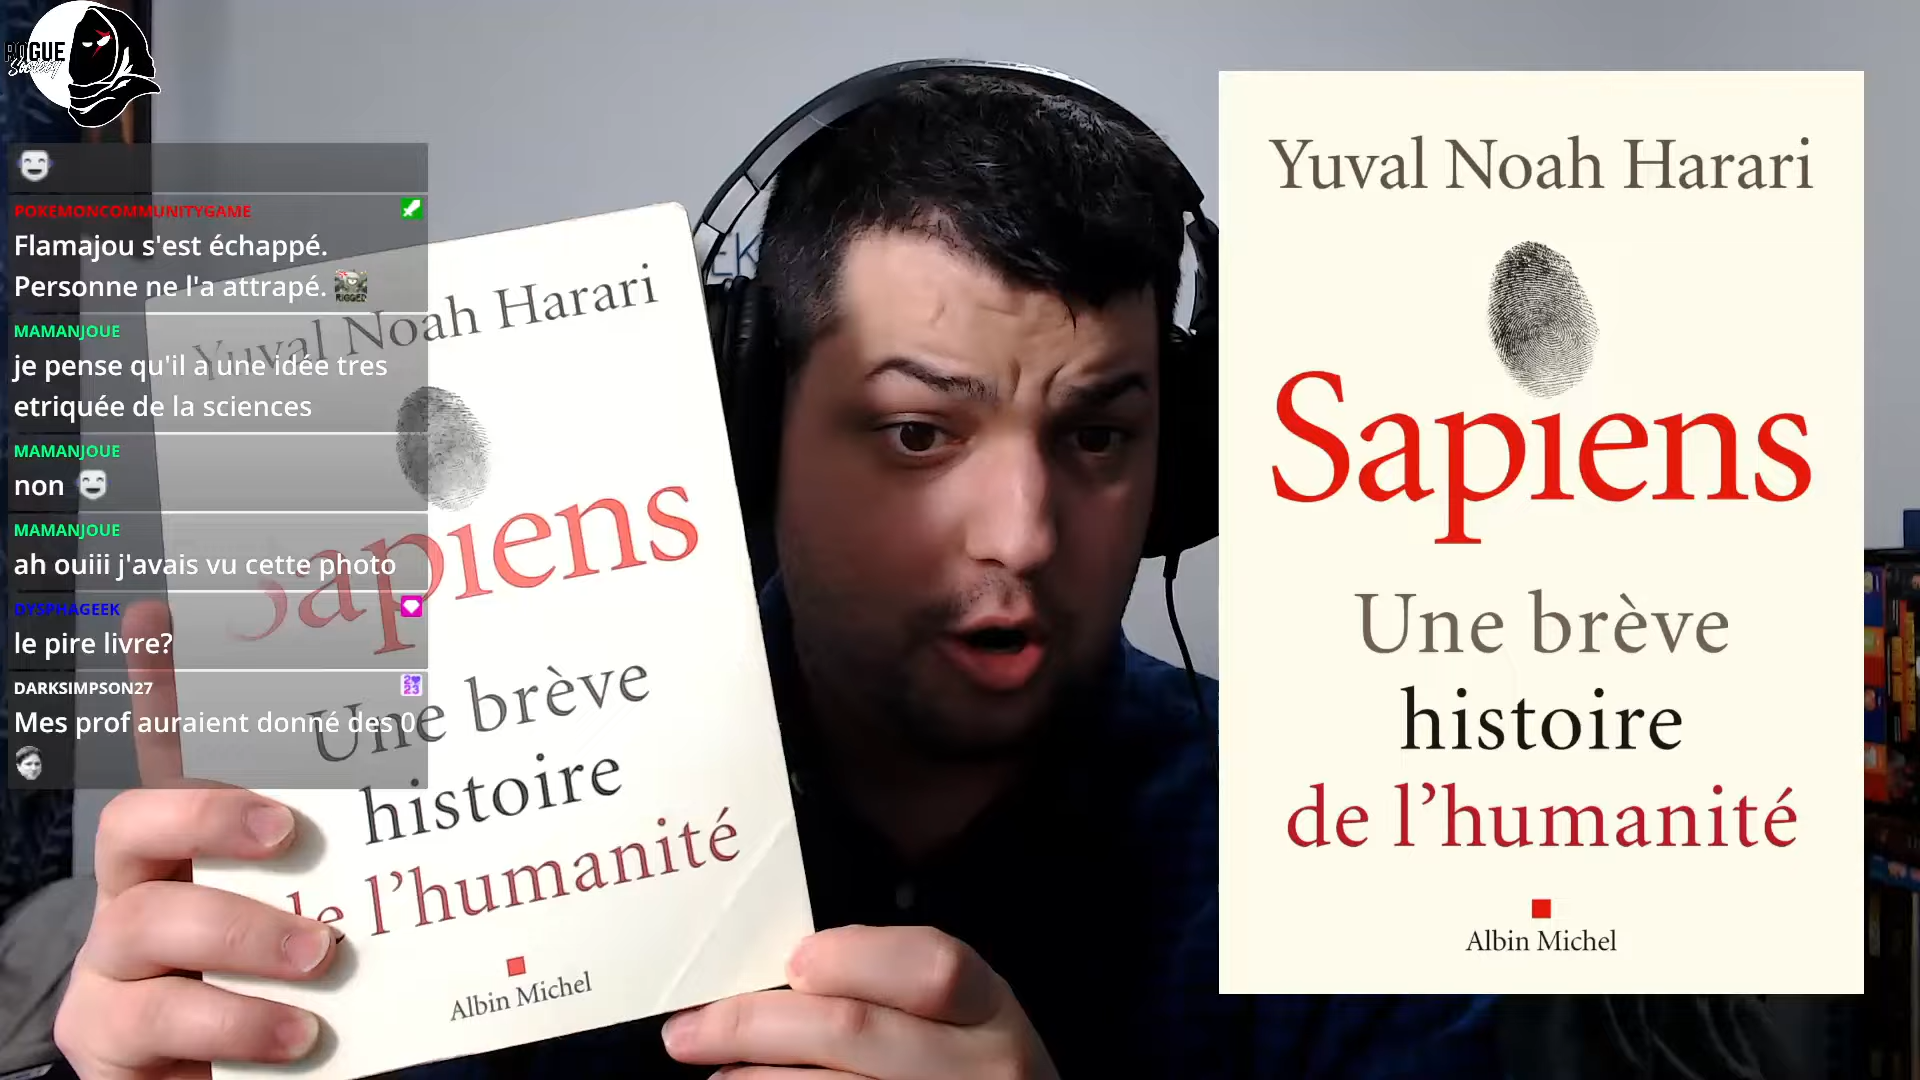 ROGUE
Society
POKEMONCOMMUNITYGAME
Flamajou s'est échappé.
Personne ne l'a attrapé.
RIGGED
MAMANJOUE
je pense qu'il a une idée tres
etriquée de la sciences
MAMANJOUE
non
MAMANJOUE
ah ouiii j'avais vu cette photo
DYSPHAGEEK
le pire livre?
DARKSIMPSON27
Mes prof auraient donné des 0
Yuval Noah Harari
Sapiens
Une brève
histoire
de l'humanité
Albin Michel
EK
Yuval Noah Harari
Sapiens
Une brève
histoire
de l'humanité
Albin Michel